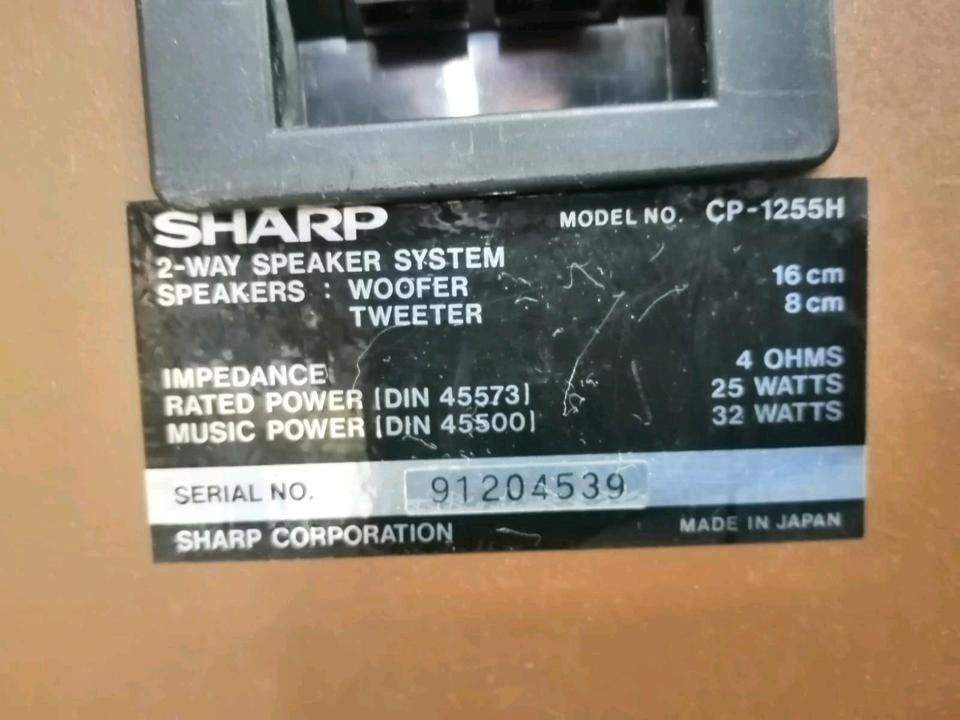 SHARP MODEL NO. CP-1255H
2-WAY SPEAKER SYSTEM
SPEAKERS : WOOFER 16 cm
TWEETER 8 cm
IMPEDANCE 4 OHMS
RATED POWER (DIN 45573) 25 WATTS
MUSIC POWER (DIN 45500) 32 WATTS
SERIAL NO. 91204539
SHARP CORPORATION MADE IN JAPAN